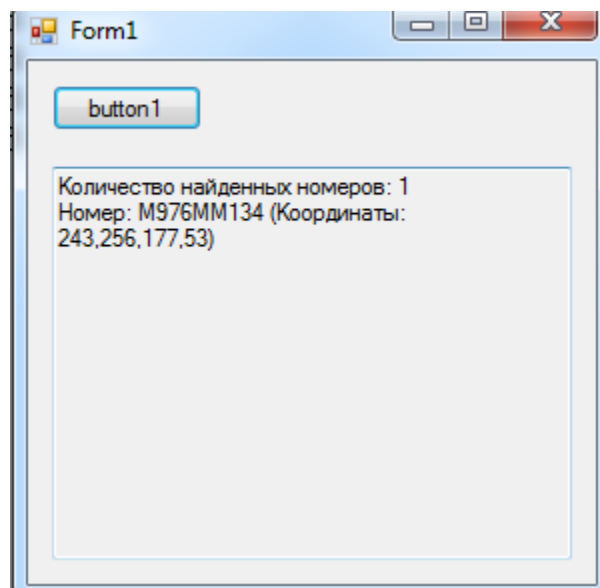 Form1
button1
Количество найденных номеров: 1
Номер: M976MM134 (Координаты:
243,256,177,53)